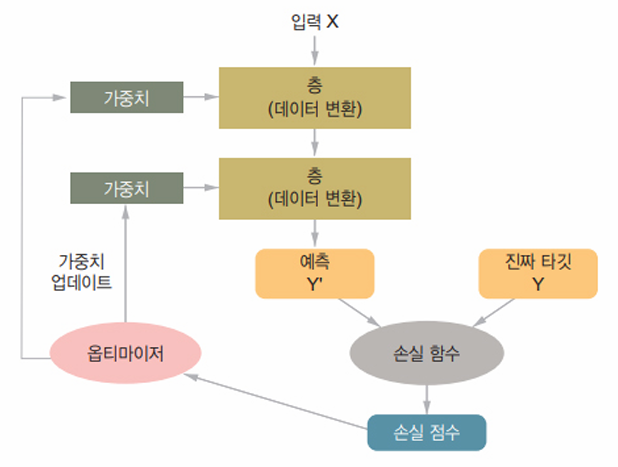 입력 X
층
(데이터 변환)
가중치
층
(데이터 변환)
가중치
가중치
업데이트
예측
Y'
진짜 타깃
Y
옵티마이저
손실 함수
손실 점수